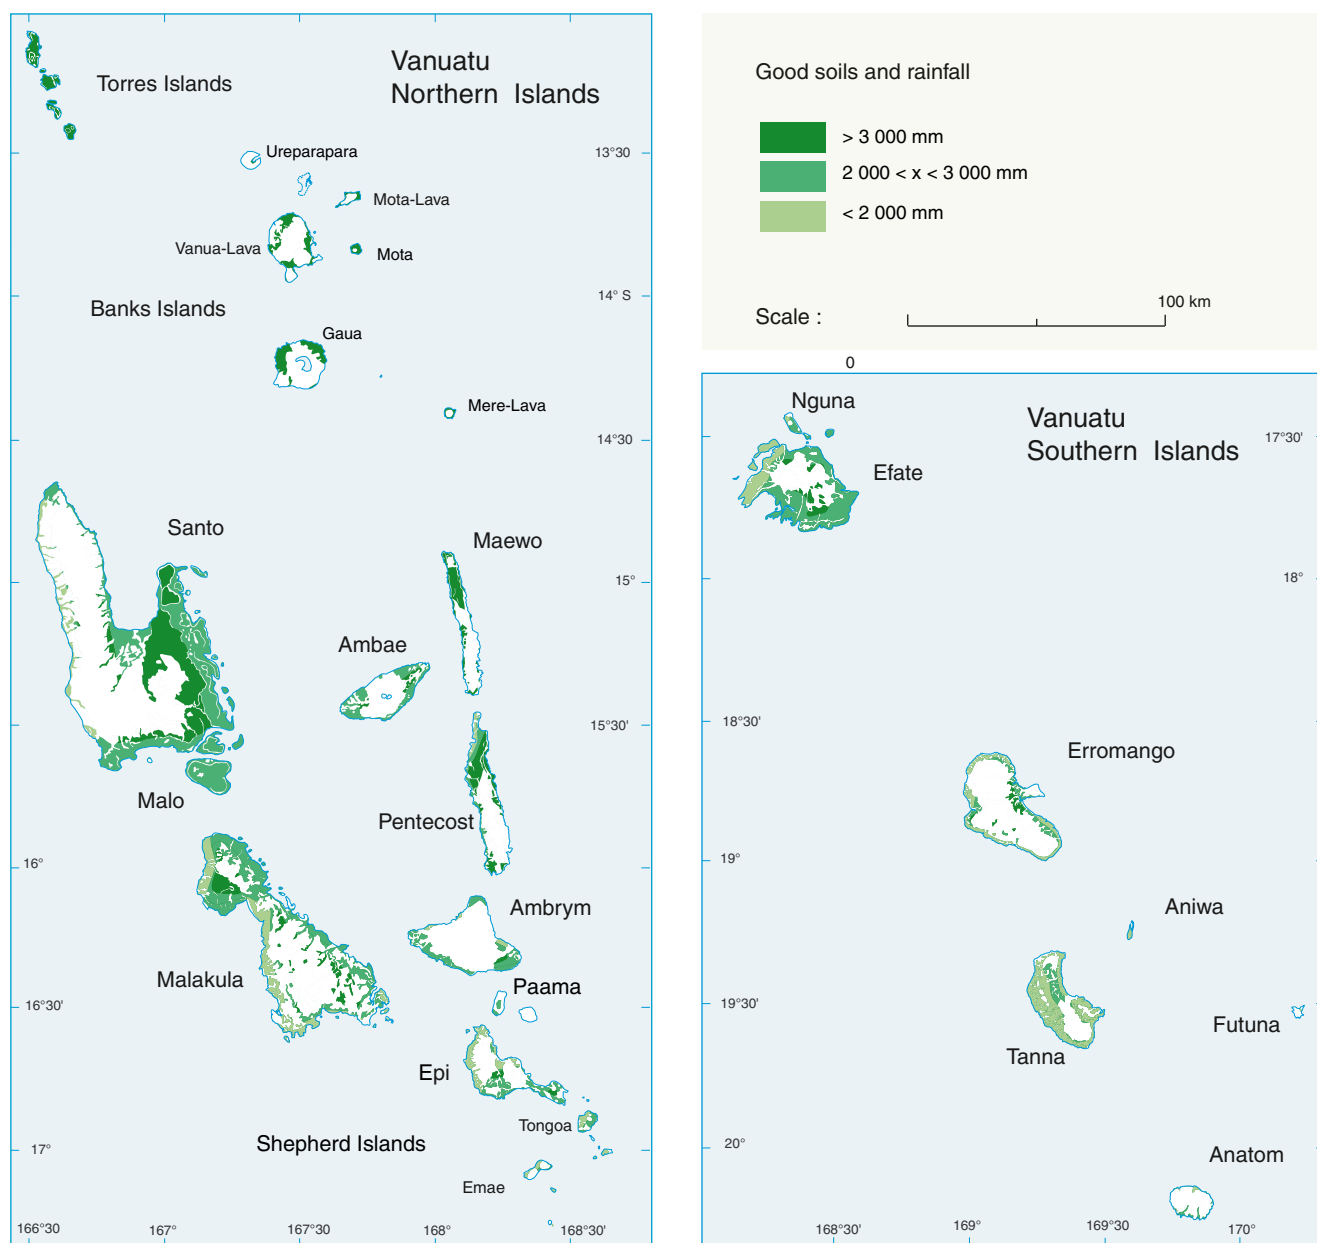 Vanuatu
Northern Islands
Torres Islands
Ureparapara
13°30
Mota-Lava
Vanua-Lava
Mota
14° S
Banks Islands
Gaua
Mere-Lava
14°30
Santo
Maewo
15°
Ambae
15°30
Malo
Pentecost
16°
Ambrym
Malakula
Paama
16°30'
Epi
Tongoa
Shepherd Islands
17°
Emae
166°30
167°
167°30
168°
168°30'
Good soils and rainfall
> 3 000 mm
2 000 < x < 3 000 mm
< 2 000 mm
100 km
Scale :
0
Nguna
Vanuatu
Southern Islands
17°30'
Efate
18°
18°30'
Erromango
19°
Aniwa
19°30'
Futuna
Tanna
20°
Anatom
168°30'
169°
169°30'
170°